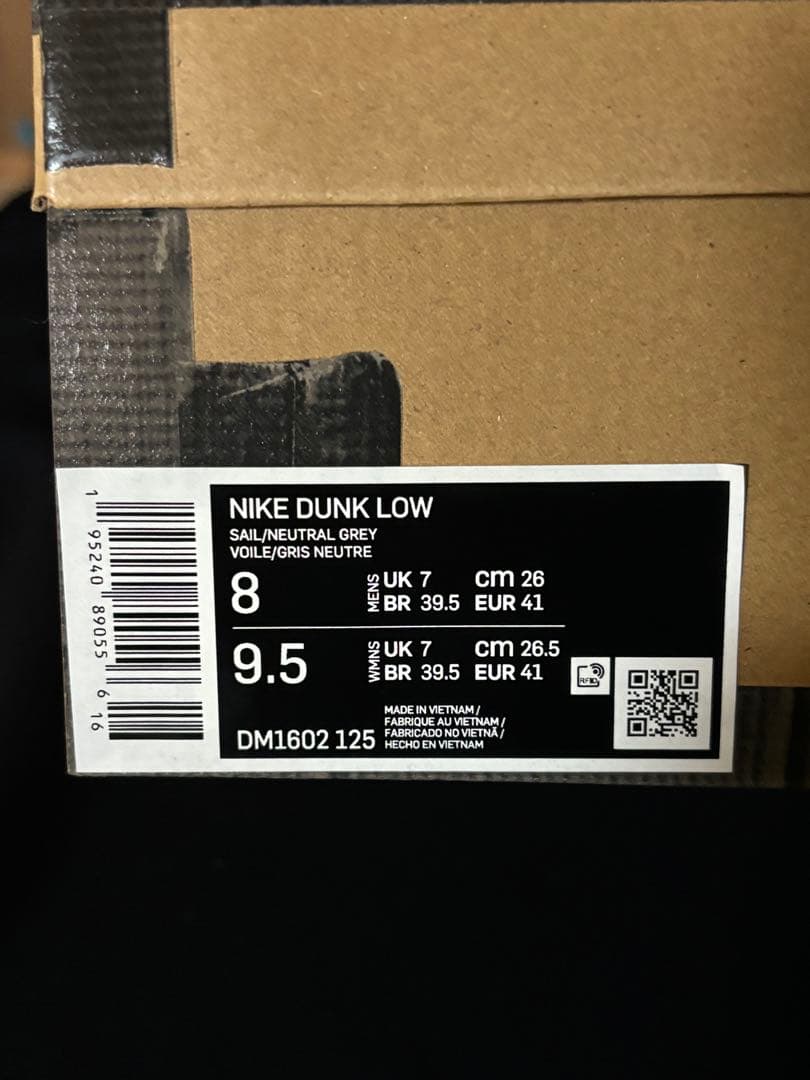 1 95240 89055 6 16
NIKE DUNK LOW
SAIL/NEUTRAL GREY
VOILE/GRIS NEUTRE
8 MENS UK 7 cm 26
BR 39.5 EUR 41
9.5 WMNS UK 7 cm 26.5
BR 39.5 EUR 41
RFID
DM1602 125
MADE IN VIETNAM /
FABRIQUE AU VIETNAM /
FABRICADO NO VIETNÃ /
HECHO EN VIETNAM